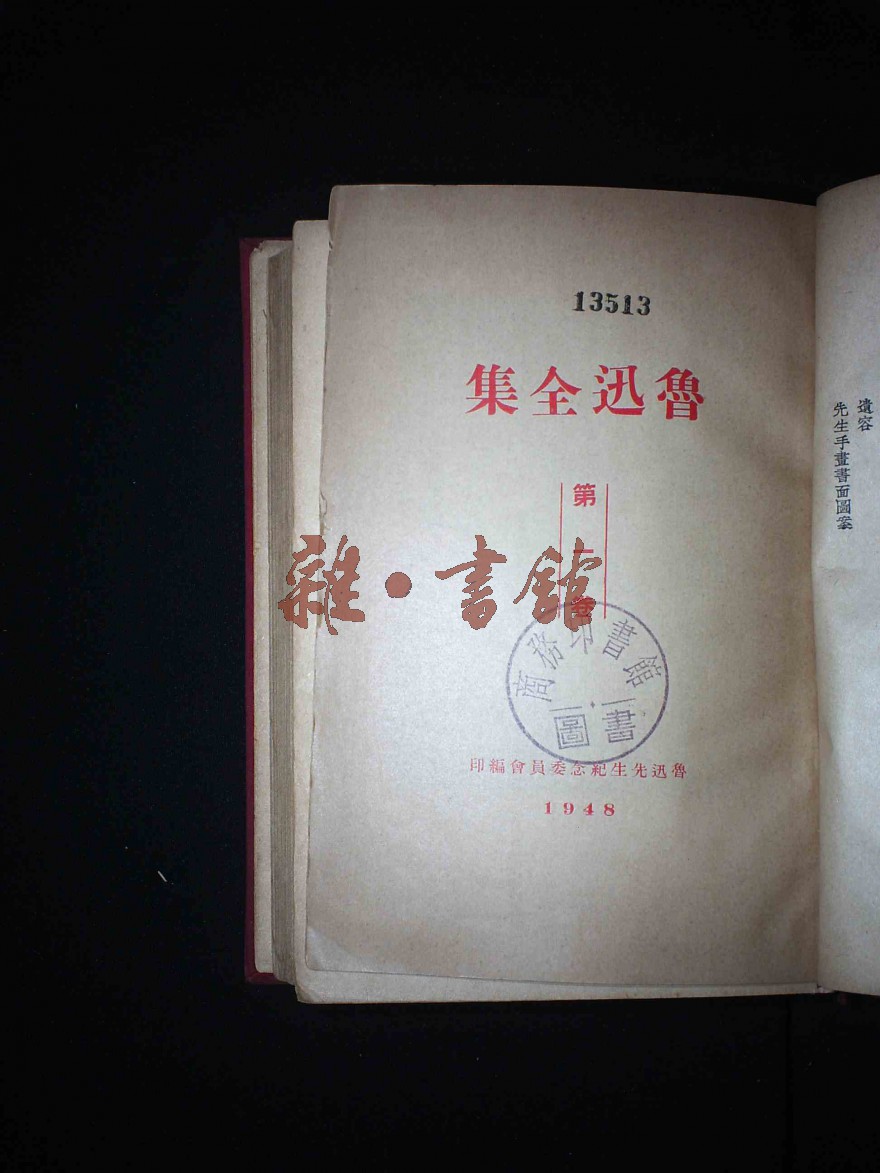 13513
魯迅全集
第 卷
雜·書館
商務印書館
圖書
魯迅先生紀念委員會編印
1948
遺容
先生手畫書面圖案